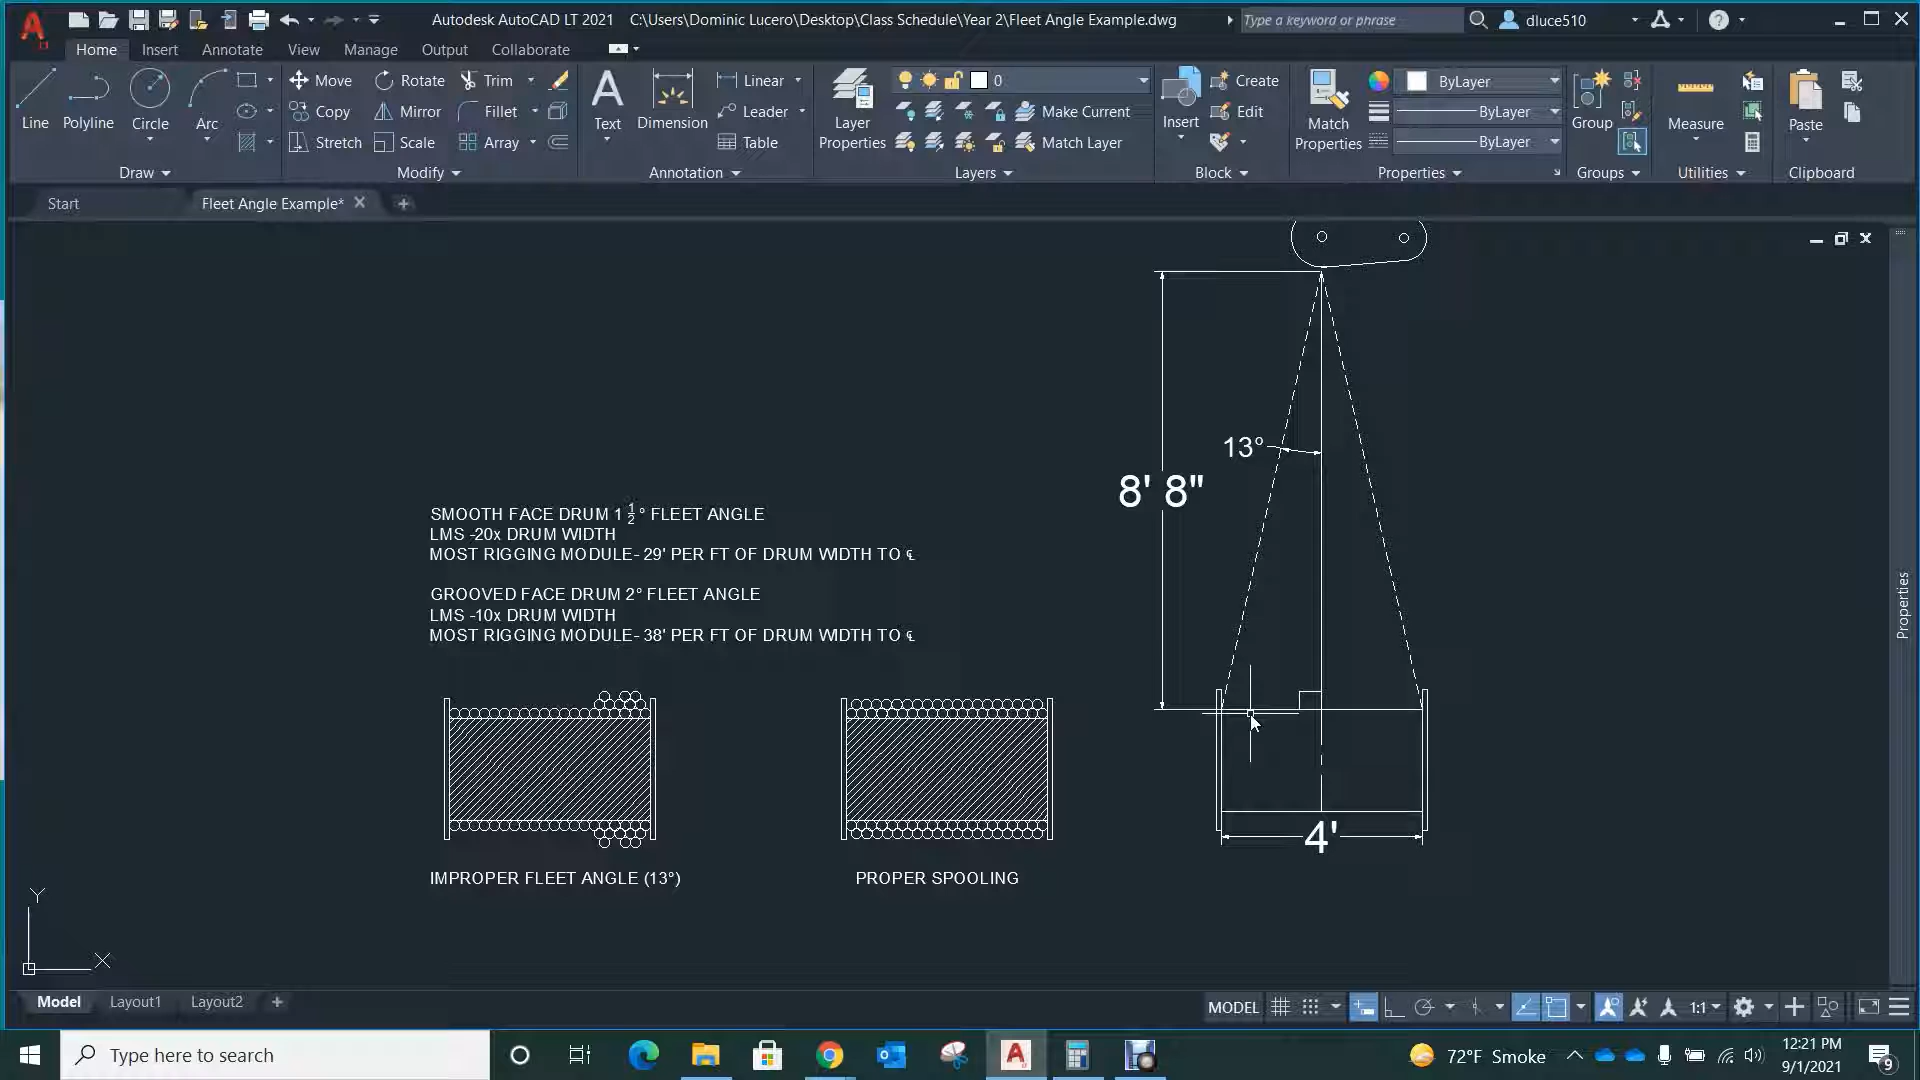 Autodesk AutoCAD LT 2021 C:\Users\Dominic Lucero\Desktop\Class Schedule\Year 2\Fleet Angle Example.dwg
Type a keyword or phrase
dluce510
Home Insert Annotate View Manage Output Collaborate
Line
Polyline
Circle
Arc
Draw
Move
Rotate
Trim
Copy
Mirror
Fillet
Stretch
Scale
Array
Modify
Text
Dimension
Linear
Leader
Table
Annotation
Layer
Properties
0
Make Current
Match Layer
Layers
Insert
Create
Edit
Block
Match
Properties
ByLayer
ByLayer
ByLayer
Properties
Group
Groups
Measure
Utilities
Paste
Clipboard
Start
Fleet Angle Example*
13°
8' 8"
SMOOTH FACE DRUM 1 1/2° FLEET ANGLE
LMS -20x DRUM WIDTH
MOST RIGGING MODULE- 29' PER FT OF DRUM WIDTH TO ℄
GROOVED FACE DRUM 2° FLEET ANGLE
LMS -10x DRUM WIDTH
MOST RIGGING MODULE- 38' PER FT OF DRUM WIDTH TO ℄
Properties
4'
IMPROPER FLEET ANGLE (13°)
PROPER SPOOLING
Y
X
Model
Layout1
Layout2
MODEL
1:1
Type here to search
72°F Smoke
12:21 PM
9/1/2021
9